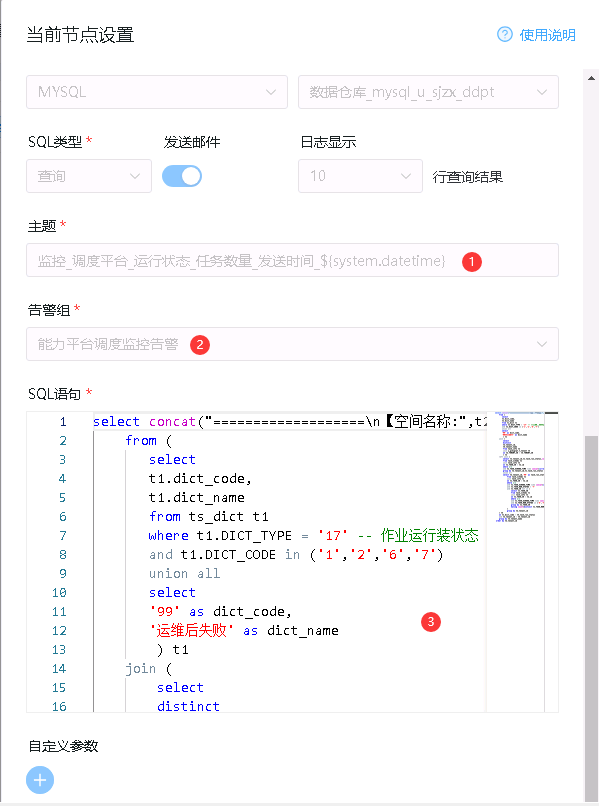 当前节点设置
使用说明
MYSQL
数据仓库_mysql_u_sjzx_ddpt
SQL类型 *
发送邮件
日志显示
查询
10
行查询结果
主题 *
监控_调度平台_运行状态_任务数量_发送时间_${system.datetime}
1
告警组 *
能力平台调度监控告警
2
SQL语句 *
1 select concat("===================\n【空间名称:",t2
2 from (
3 select
4 t1.dict_code,
5 t1.dict_name
6 from ts_dict t1
7 where t1.DICT_TYPE = '17' -- 作业运行装状态
8 and t1.DICT_CODE in ('1','2','6','7')
9 union all
10 select
11 '99' as dict_code,
12 '运维后失败' as dict_name
13 ) t1
14 join (
15 select
16 distinct
3
自定义参数